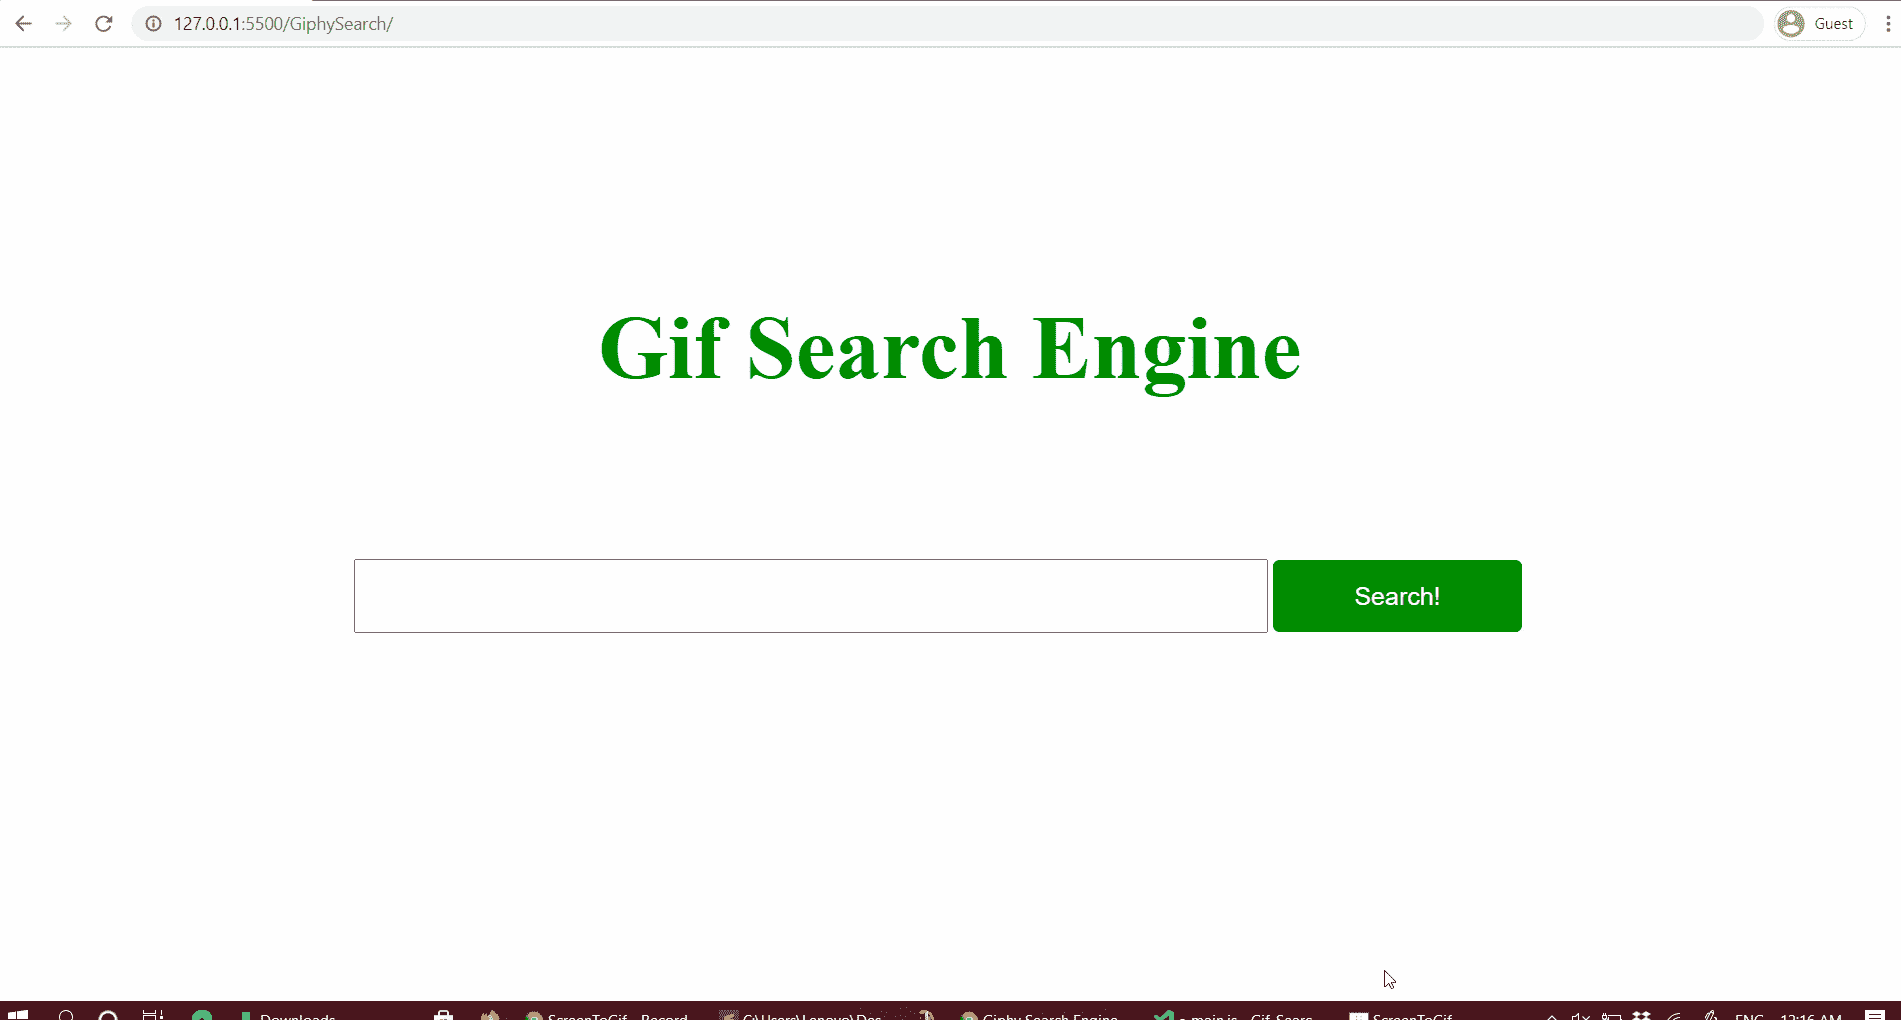 127.0.0.1:5500/GiphySearch/
Guest
Gif Search Engine
Search!
Downloads
ScreenToGif - Record
C:\Users\Lenovo\Des
Giphy Search Engine
main.js - Gif-Searc
ScreenToGif
ENG
12:16 AM